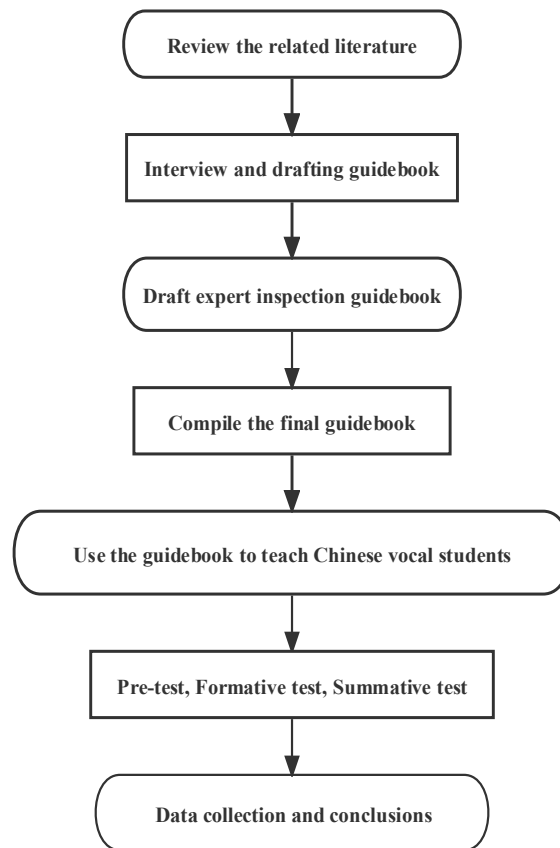 Review the related literature
Interview and drafting guidebook
Draft expert inspection guidebook
Compile the final guidebook
Use the guidebook to teach Chinese vocal students
Pre-test, Formative test, Summative test
Data collection and conclusions